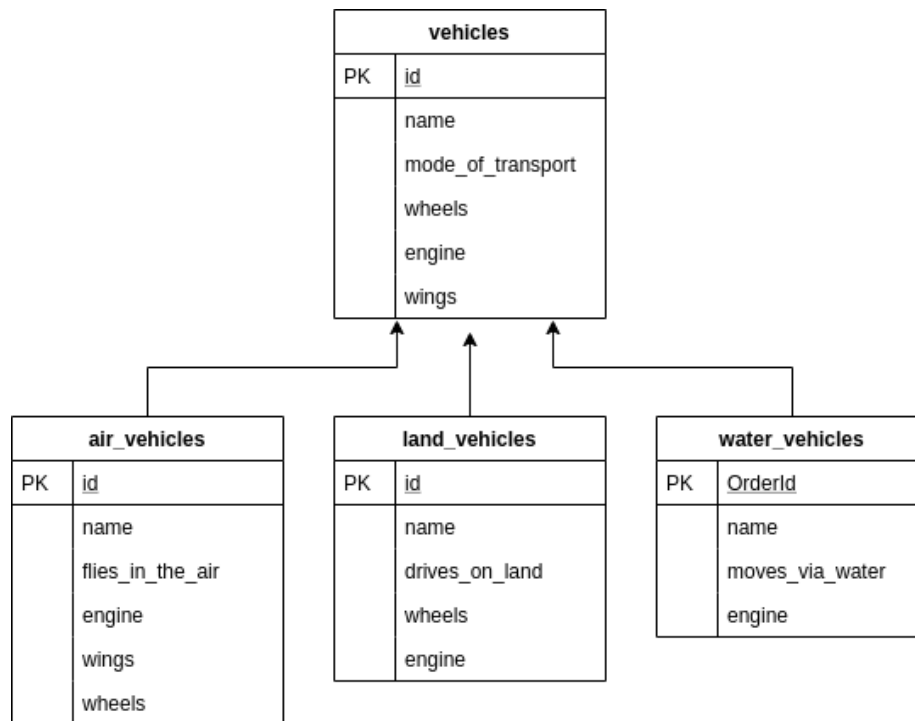 vehicles
PK id
name
mode_of_transport
wheels
engine
wings
air_vehicles
PK id
name
flies_in_the_air
engine
wings
wheels
land_vehicles
PK id
name
drives_on_land
wheels
engine
water_vehicles
PK OrderId
name
moves_via_water
engine